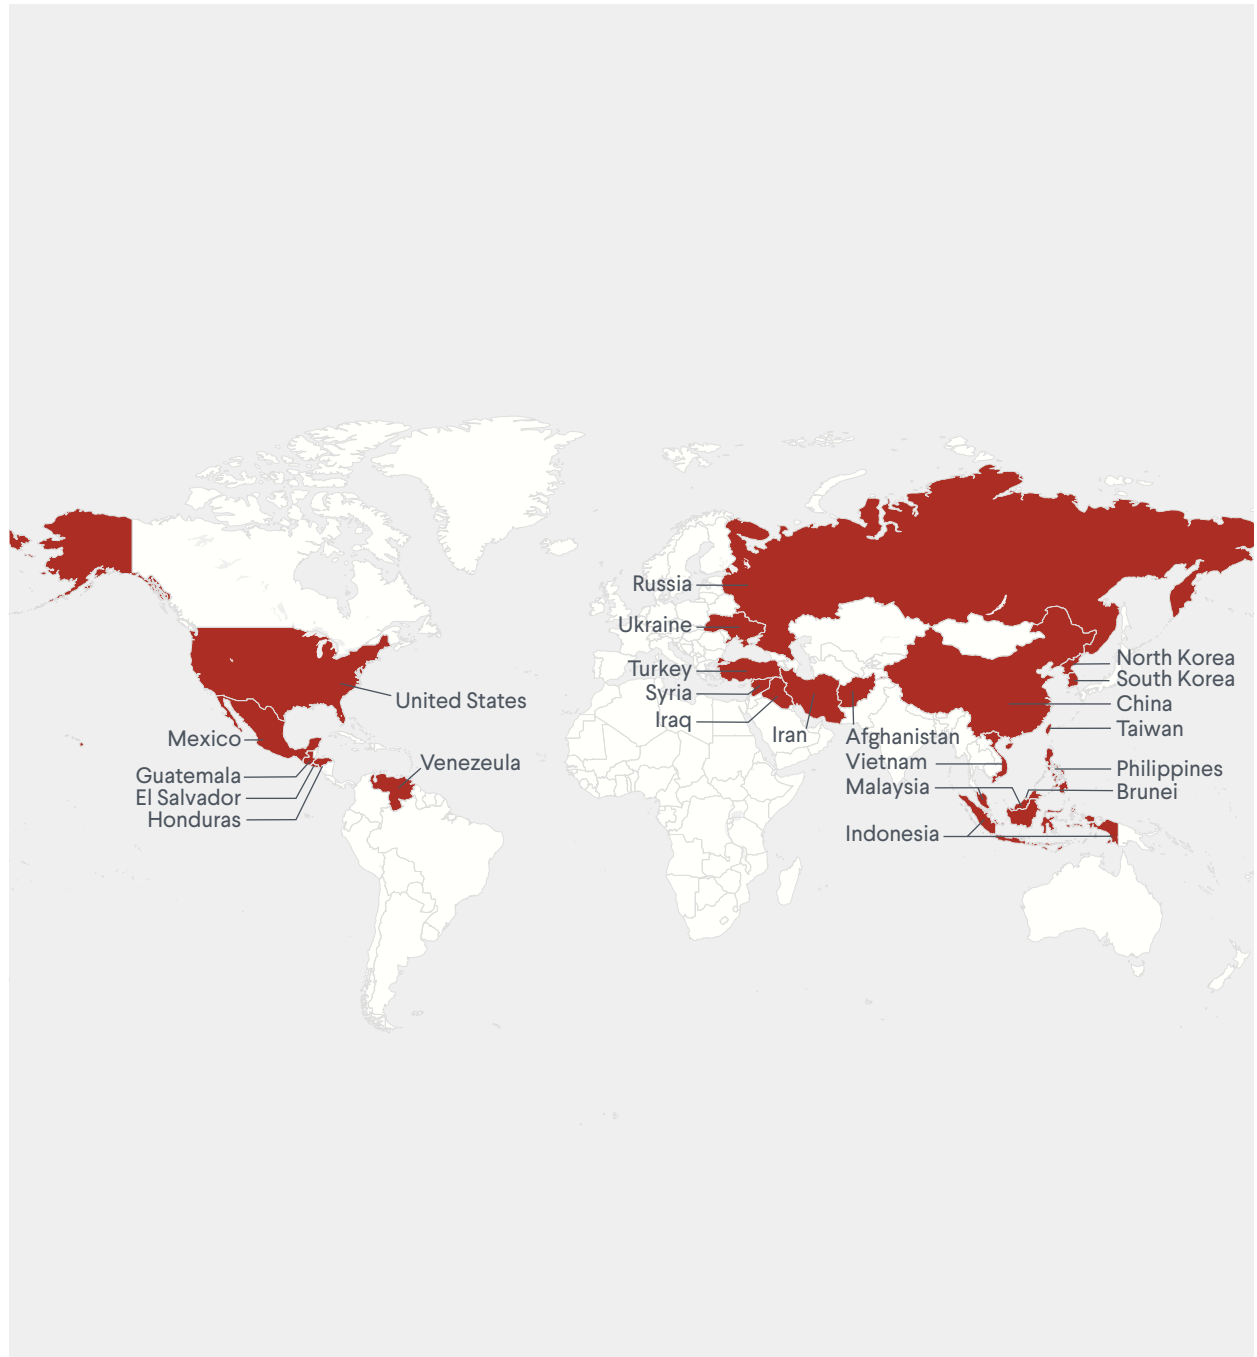 Russia
Ukraine
Turkey
Syria
Iraq
Iran
Afghanistan
Vietnam
Malaysia
Indonesia
North Korea
South Korea
China
Taiwan
Philippines
Brunei
United States
Mexico
Venezeula
Guatemala
El Salvador
Honduras